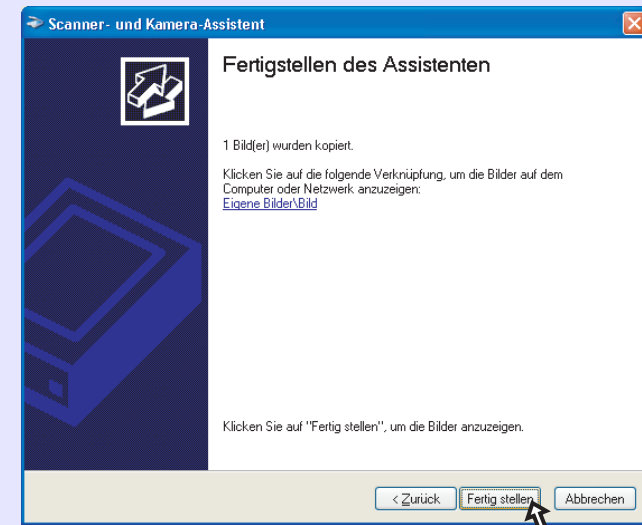 Scanner- und Kamera-Assistent
Fertigstellen des Assistenten
1 Bild(er) wurden kopiert.
Klicken Sie auf die folgende Verknüpfung, um die Bilder auf dem
Computer oder Netzwerk anzuzeigen:
Eigene Bilder\Bild
Klicken Sie auf "Fertig stellen", um die Bilder anzuzeigen.
< Zurück Fertig stellen Abbrechen